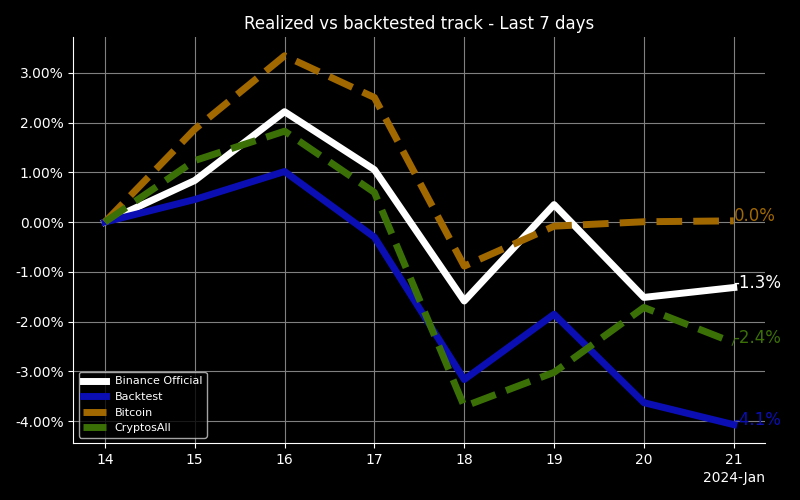 Realized vs backtested track - Last 7 days
3.00%
2.00%
1.00%
0.00%
-1.00%
-2.00%
-3.00%
-4.00%
0.0%
-1.3%
-2.4%
-4.1%
Binance Official
Backtest
Bitcoin
CryptosAll
14 15 16 17 18 19 20 21
2024-Jan